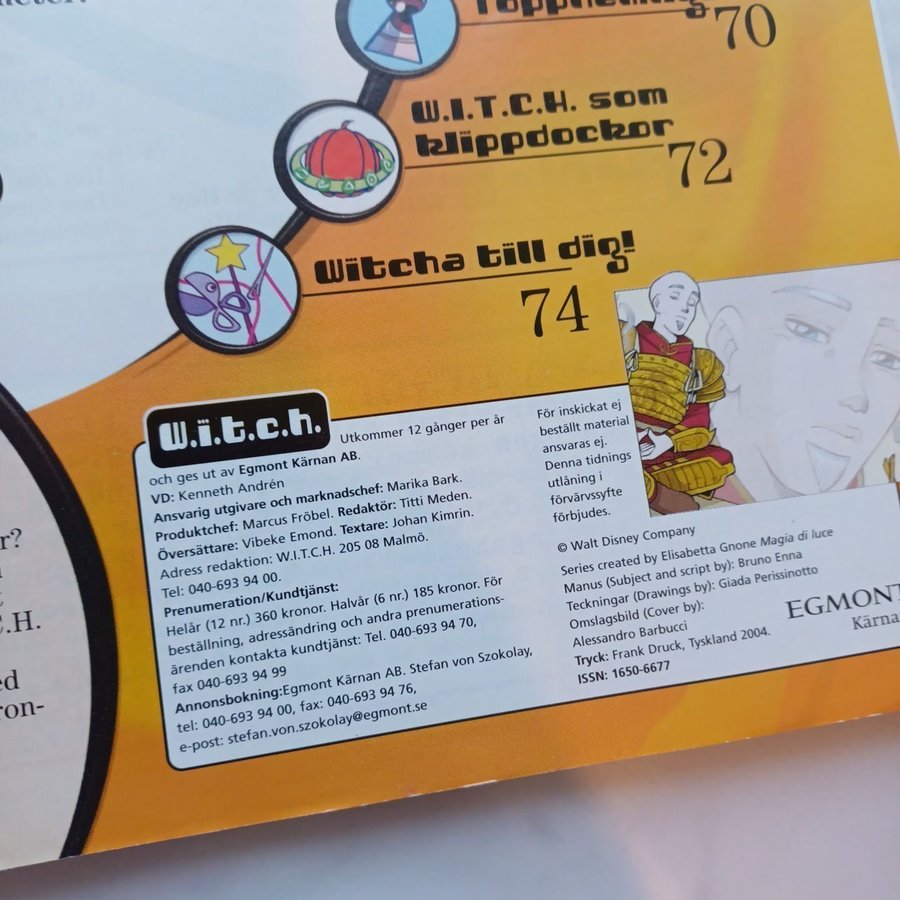 70
W.I.T.C.H. som
klippdockor
72
Witcha till dig!
74
w.i.t.c.h.
Utkommer 12 gånger per år
och ges ut av Egmont Kärnan AB.
VD: Kenneth Andrén
Ansvarig utgivare och marknadschef: Marika Bark.
Produktchef: Marcus Fröbel. Redaktör: Titti Meden.
Översättare: Vibeke Emond. Textare: Johan Kimrin.
Adress redaktion: W.I.T.C.H. 205 08 Malmö.
Tel: 040-693 94 00.
Prenumeration/Kundtjänst:
Helår (12 nr.) 360 kronor. Halvår (6 nr.) 185 kronor. För
beställning, adressändring och andra prenumerations-
ärenden kontakta kundtjänst: Tel. 040-693 94 70,
fax 040-693 94 99
Annonsbokning:Egmont Kärnan AB. Stefan von Szokolay,
tel: 040-693 94 00, fax: 040-693 94 76,
e-post: stefan.von.szokolay@egmont.se
För inskickat ej
beställt material
ansvaras ej.
Denna tidnings
utlåning i
förvärvssyfte
förbjudes.
© Walt Disney Company
Series created by Elisabetta Gnone Magia di luce
Manus (Subject and script by): Bruno Enna
Teckningar (Drawings by): Giada Perissinotto
Omslagsbild (Cover by):
Alessandro Barbucci
Tryck: Frank Druck, Tyskland 2004.
ISSN: 1650-6677
EGMONT
Kärnan
r?
C.H.
ed
ron-